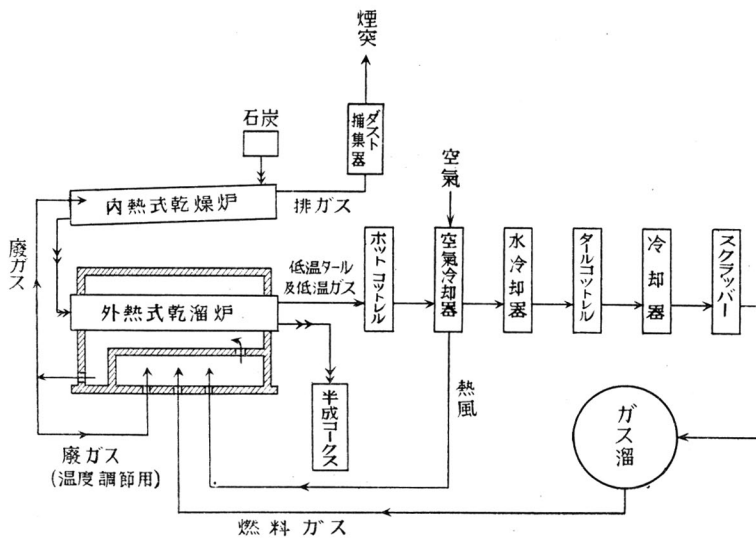 煙突
石炭
ダスト
捕集器
空氣
内熱式乾燥炉
排ガス
廢ガス
低温タール
及低温ガス
ホットコットレル
空氣冷却器
水冷却器
タールコットレル
冷却器
スクラッバー
外熱式乾溜炉
熱風
半成コークス
ガス溜
廢ガス
(温度調節用)
燃料ガス